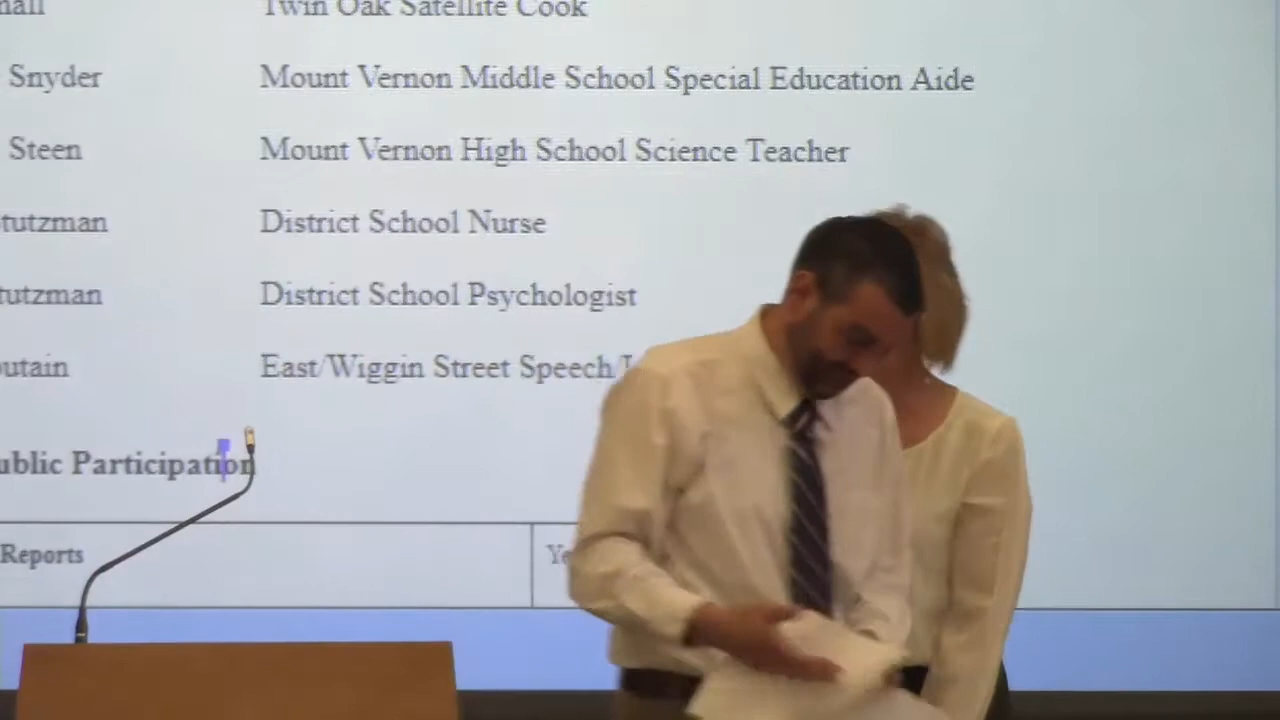 Twin Oak Satellite Cook
Snyder Mount Vernon Middle School Special Education Aide
Steen Mount Vernon High School Science Teacher
tutzman District School Nurse
tutzman District School Psychologist
utain East/Wiggin Street Speech/
ublic Participation
Reports